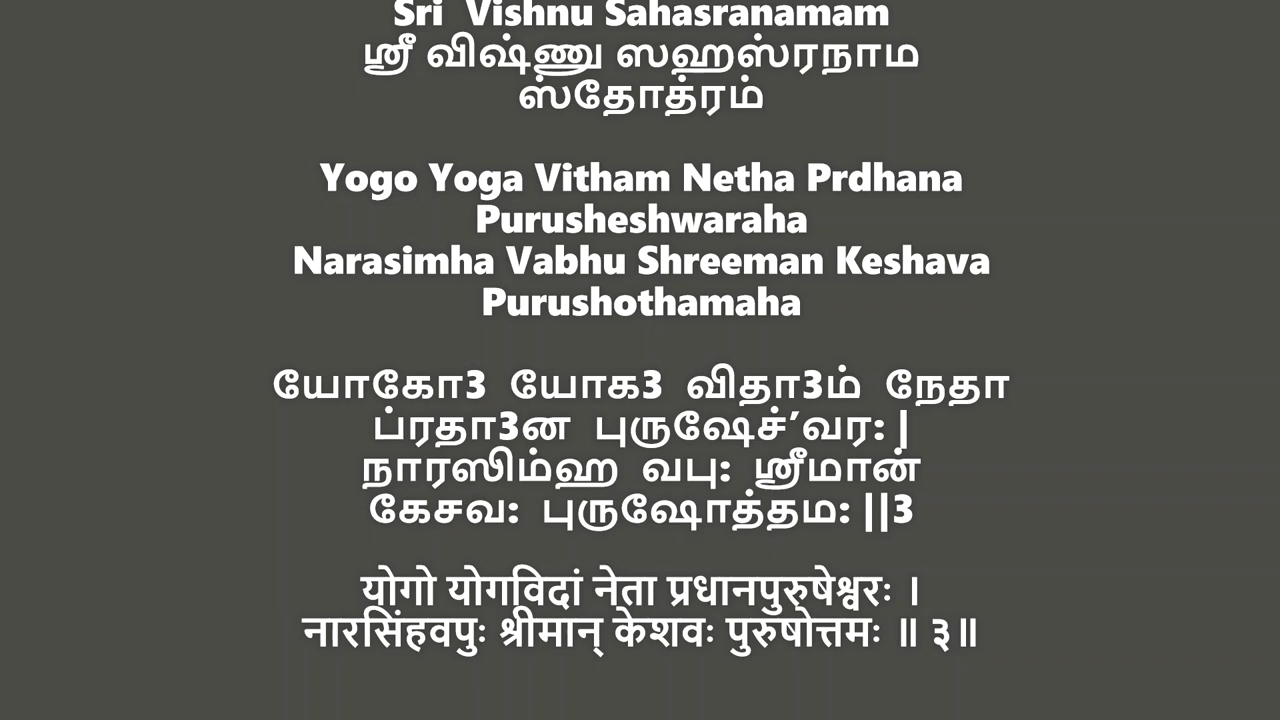 Sri Vishnu Sahasranamam
ஸ்ரீ விஷ்ணு ஸஹஸ்ரநாம
ஸ்தோத்ரம்
Yogo Yoga Vitham Netha Prdhana
Purusheshwaraha
Narasimha Vabhu Shreeman Keshava
Purushothamaha
யோகோ3 யோக3 விதா3ம் நேதா
ப்ரதா3ன புருஷேச்’வர: |
நாரஸிம்ஹ வபு: ஸ்ரீமான்
கேசவ: புருஷோத்தம: ||3
योगो योगविदां नेता प्रधानपुरुषेश्वरः ।
नारसिंहवपुः श्रीमान् केशवः पुरुषोत्तमः ॥ ३॥